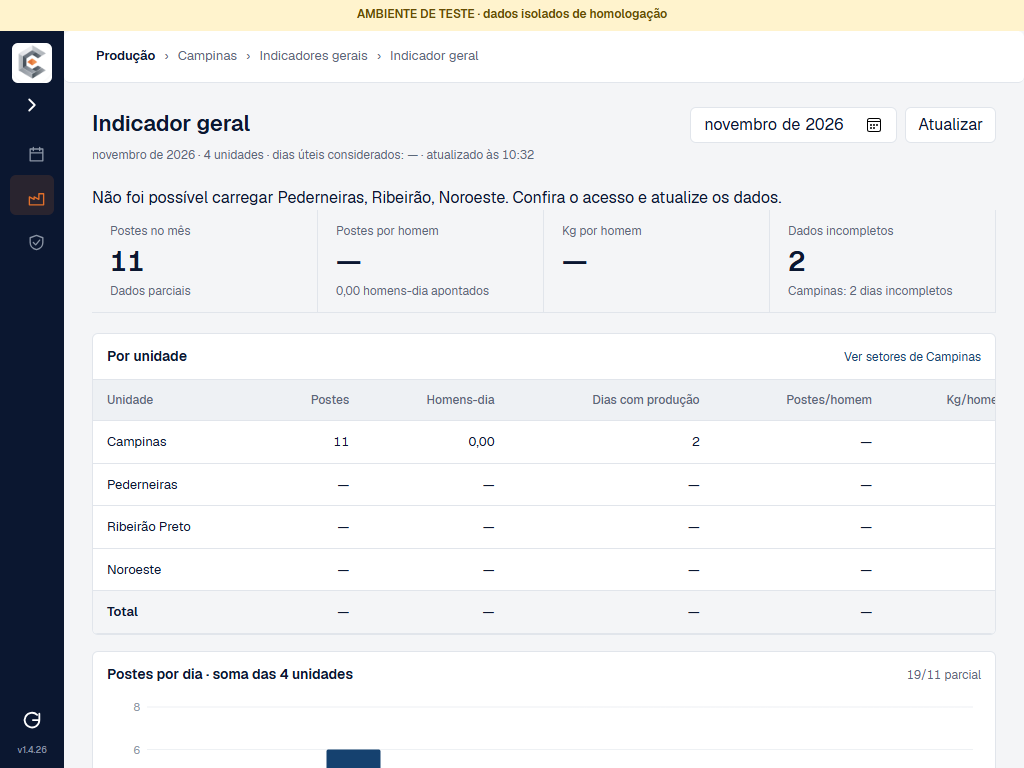 AMBIENTE DE TESTE · dados isolados de homologação
Produção › Campinas › Indicadores gerais › Indicador geral
Indicador geral
novembro de 2026
Atualizar
novembro de 2026 · 4 unidades · dias úteis considerados: — · atualizado às 10:32
Não foi possível carregar Pederneiras, Ribeirão, Noroeste. Confira o acesso e atualize os dados.
Postes no mês
11
Dados parciais
Postes por homem
—
0,00 homens-dia apontados
Kg por homem
—
Dados incompletos
2
Campinas: 2 dias incompletos
Por unidade
Ver setores de Campinas
Unidade Postes Homens-dia Dias com produção Postes/homem Kg/home
Campinas 11 0,00 2 —
Pederneiras — — — —
Ribeirão Preto — — — —
Noroeste — — — —
Total — — — —
Postes por dia · soma das 4 unidades
19/11 parcial
8
6
v1.4.26